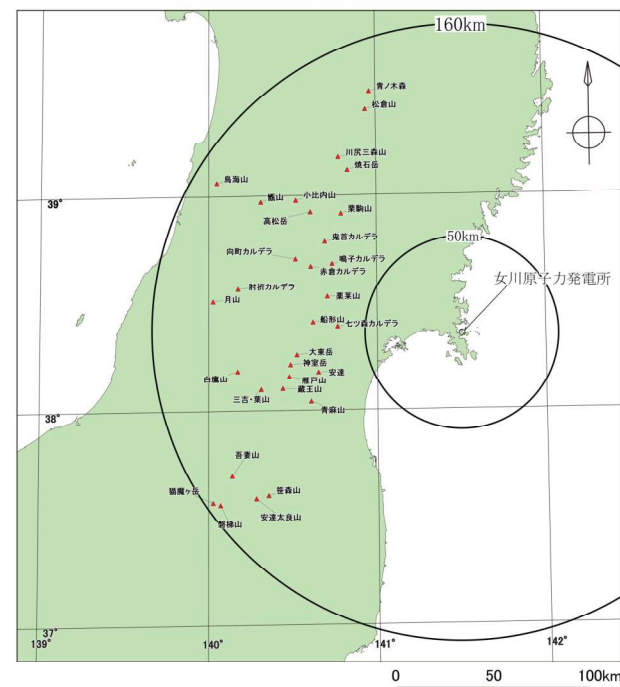 160km
青ノ木森
松倉山
川尻三森山
焼石岳
鳥海山
39°
甑山
小比内山
高松岳
栗駒山
鬼首カルデラ
50km
向町カルデラ
鳴子カルデラ
赤倉カルデラ
女川原子力発電所
肘折カルデラ
月山
薬莱山
船形山
七ツ森カルデラ
大東岳
神室岳
安達
白鷹山
雁戸山
三吉・葉山
蔵王山
青麻山
38°
吾妻山
猫魔ヶ岳
笹森山
磐梯山
安達太良山
37°
139°
140°
141°
142°
0 50 100km